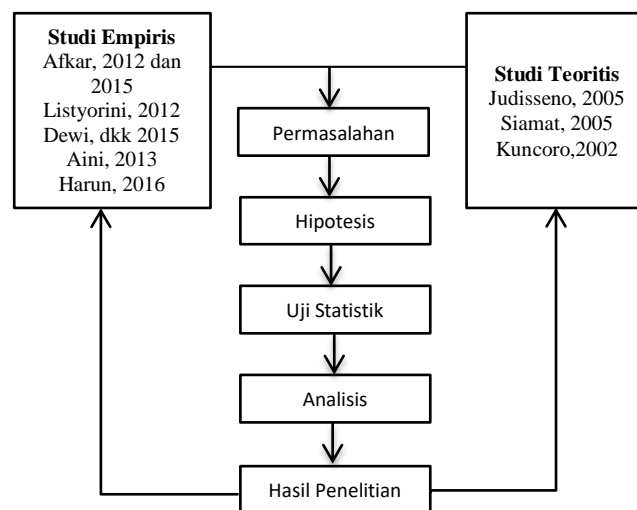 Studi Empiris
Afkar, 2012 dan
2015
Listyorini, 2012
Dewi, dkk 2015
Aini, 2013
Harun, 2016
Studi Teoritis
Judisseno, 2005
Siamat, 2005
Kuncoro,2002
Permasalahan
Hipotesis
Uji Statistik
Analisis
Hasil Penelitian